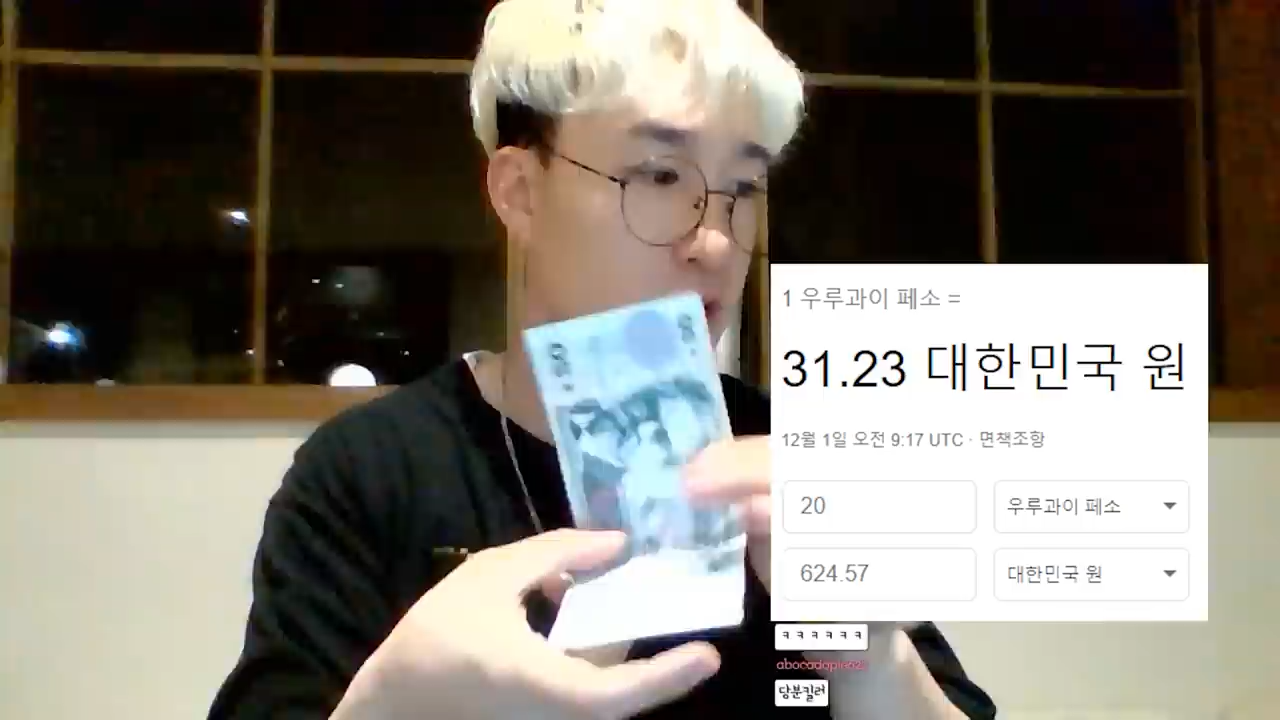 1 우루과이 페소 =
31.23 대한민국 원
12월 1일 오전 9:17 UTC · 면책조항
20
우루과이 페소
624.57
대한민국 원
ㅋㅋㅋㅋㅋㅋ
당분킬러